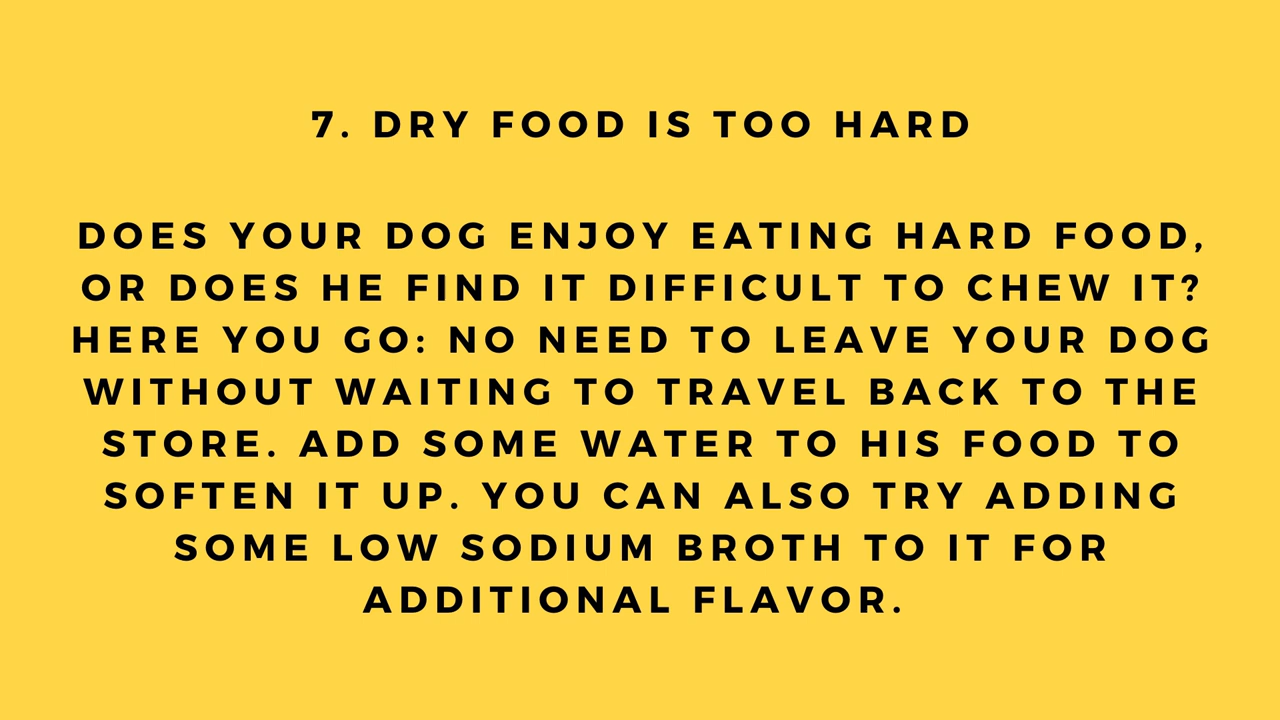 7. DRY FOOD IS TOO HARD
DOES YOUR DOG ENJOY EATING HARD FOOD,
OR DOES HE FIND IT DIFFICULT TO CHEW IT?
HERE YOU GO: NO NEED TO LEAVE YOUR DOG
WITHOUT WAITING TO TRAVEL BACK TO THE
STORE. ADD SOME WATER TO HIS FOOD TO
SOFTEN IT UP. YOU CAN ALSO TRY ADDING
SOME LOW SODIUM BROTH TO IT FOR
ADDITIONAL FLAVOR.